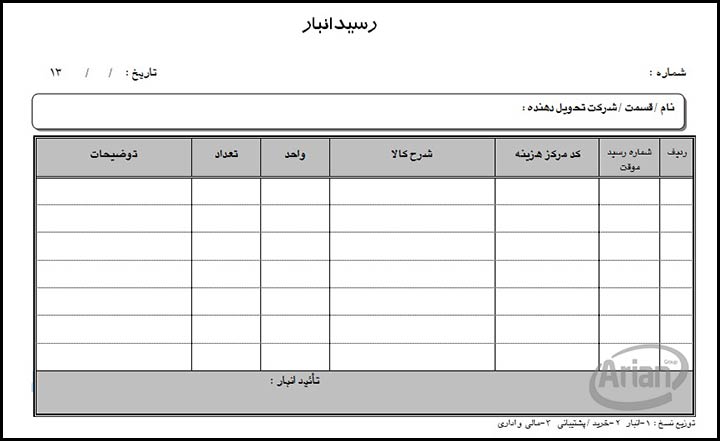 رسید انبار
شماره :
تاریخ : / / ۱۳
نام / قسمت / شرکت تحویل دهنده :
ردیف شماره رسید موقت کد مرکز هزینه شرح کالا واحد تعداد توضیحات
تأئید انبار :
Arian Group
توزیع نسخ : ۱-انبار ۲-خرید / پشتیبانی ۳-مالی و اداری